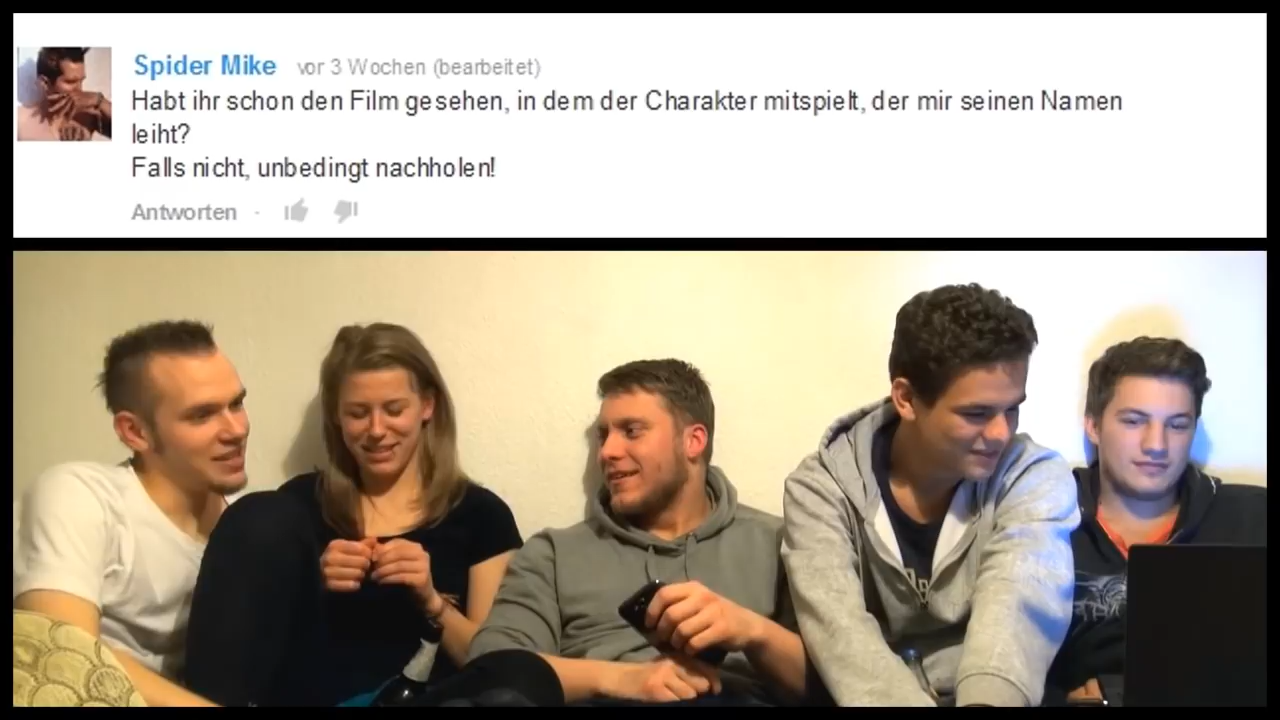 Spider Mike vor 3 Wochen (bearbeitet)
Habt ihr schon den Film gesehen, in dem der Charakter mitspielt, der mir seinen Namen
leiht?
Falls nicht, unbedingt nachholen!
Antworten ·